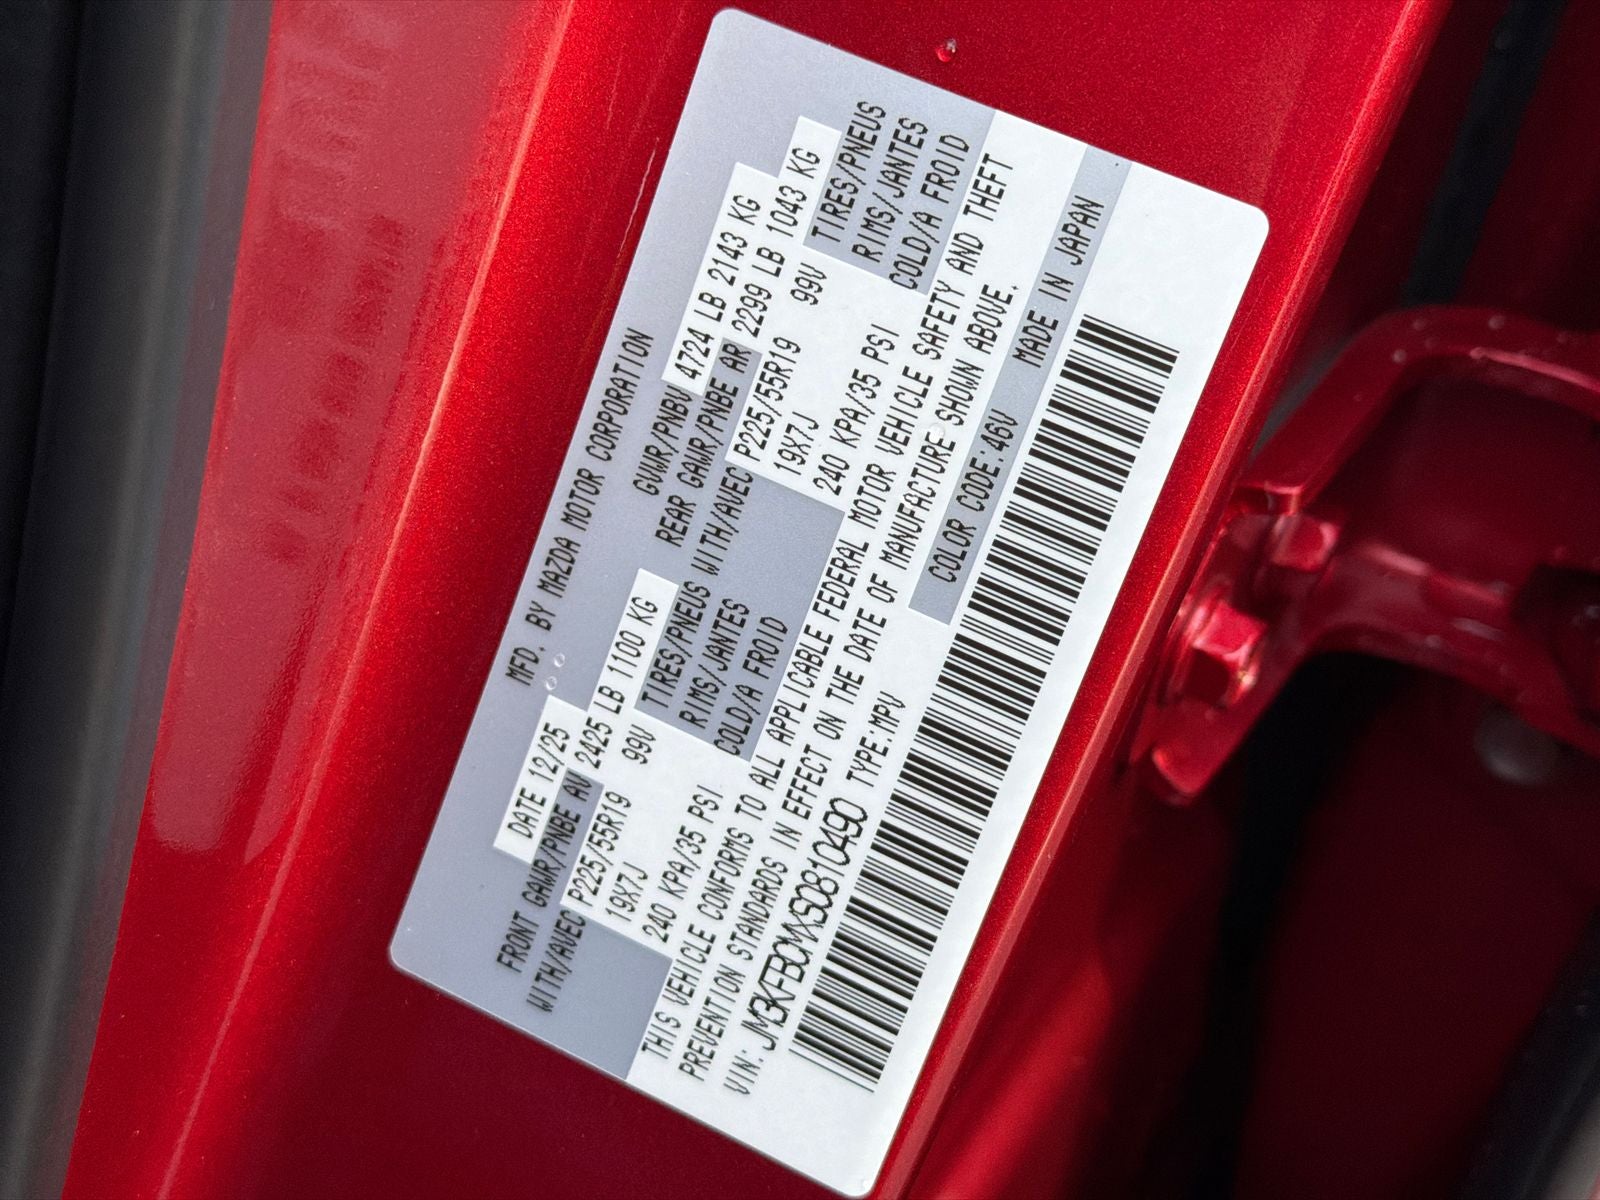 MFD. BY MAZDA MOTOR CORPORATION
DATE 12/25 GVWR/PNBV 4724 LB 2143 KG
FRONT GAWR/PNBE AV 2425 LB 1100 KG REAR GAWR/PNBE AR 2299 LB 1043 KG
WITH/AVEC P225/55R19 99V TIRES/PNEUS WITH/AVEC P225/55R19 99V TIRES/PNEUS
19X7J RIMS/JANTES 19X7J RIMS/JANTES
240 KPA/35 PSI COLD/A FROID 240 KPA/35 PSI COLD/A FROID
THIS VEHICLE CONFORMS TO ALL APPLICABLE FEDERAL MOTOR VEHICLE SAFETY AND THEFT
PREVENTION STANDARDS IN EFFECT ON THE DATE OF MANUFACTURE SHOWN ABOVE.
VIN: TYPE:MPV COLOR CODE:46V MADE IN JAPAN